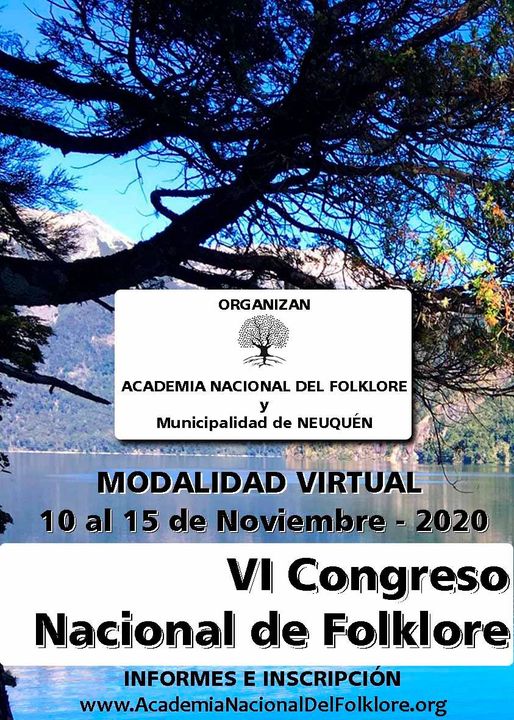 ORGANIZAN
ACADEMIA NACIONAL DEL FOLKLORE
y
Municipalidad de NEUQUÉN
MODALIDAD VIRTUAL
10 al 15 de Noviembre - 2020
VI Congreso
Nacional de Folklore
INFORMES E INSCRIPCIÓN
www.AcademiaNacionalDelFolklore.org